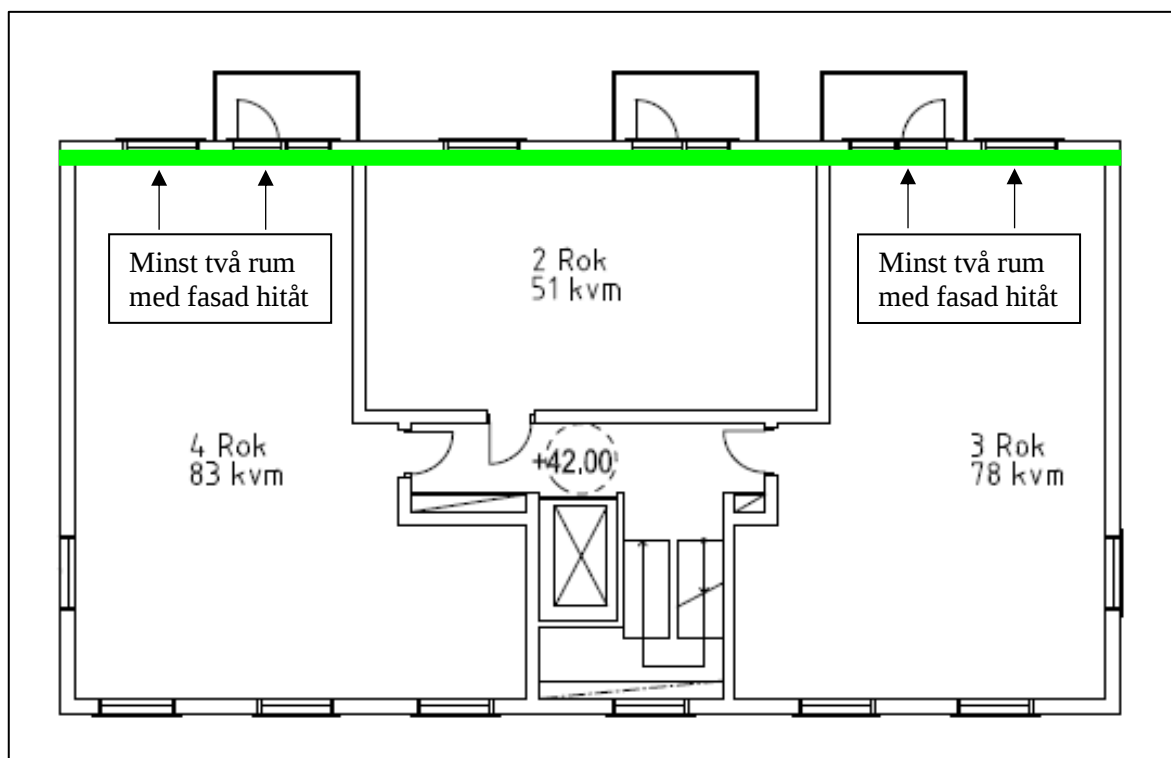 Minst två rum
med fasad hitåt
Minst två rum
med fasad hitåt
2 Rok
51 kvm
4 Rok
83 kvm
+42,00
3 Rok
78 kvm